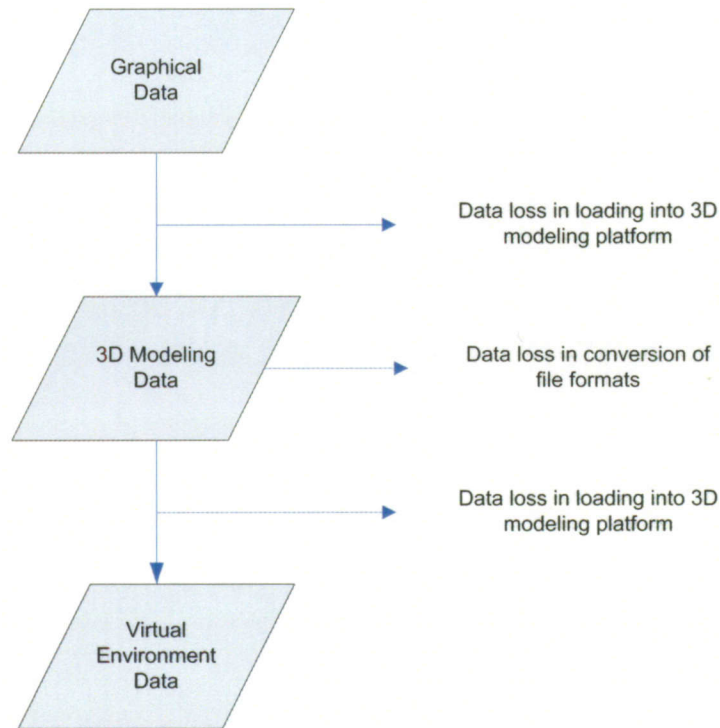 Graphical
Data
Data loss in loading into 3D
modeling platform
3D Modeling
Data
Data loss in conversion of
file formats
Data loss in loading into 3D
modeling platform
Virtual
Environment
Data